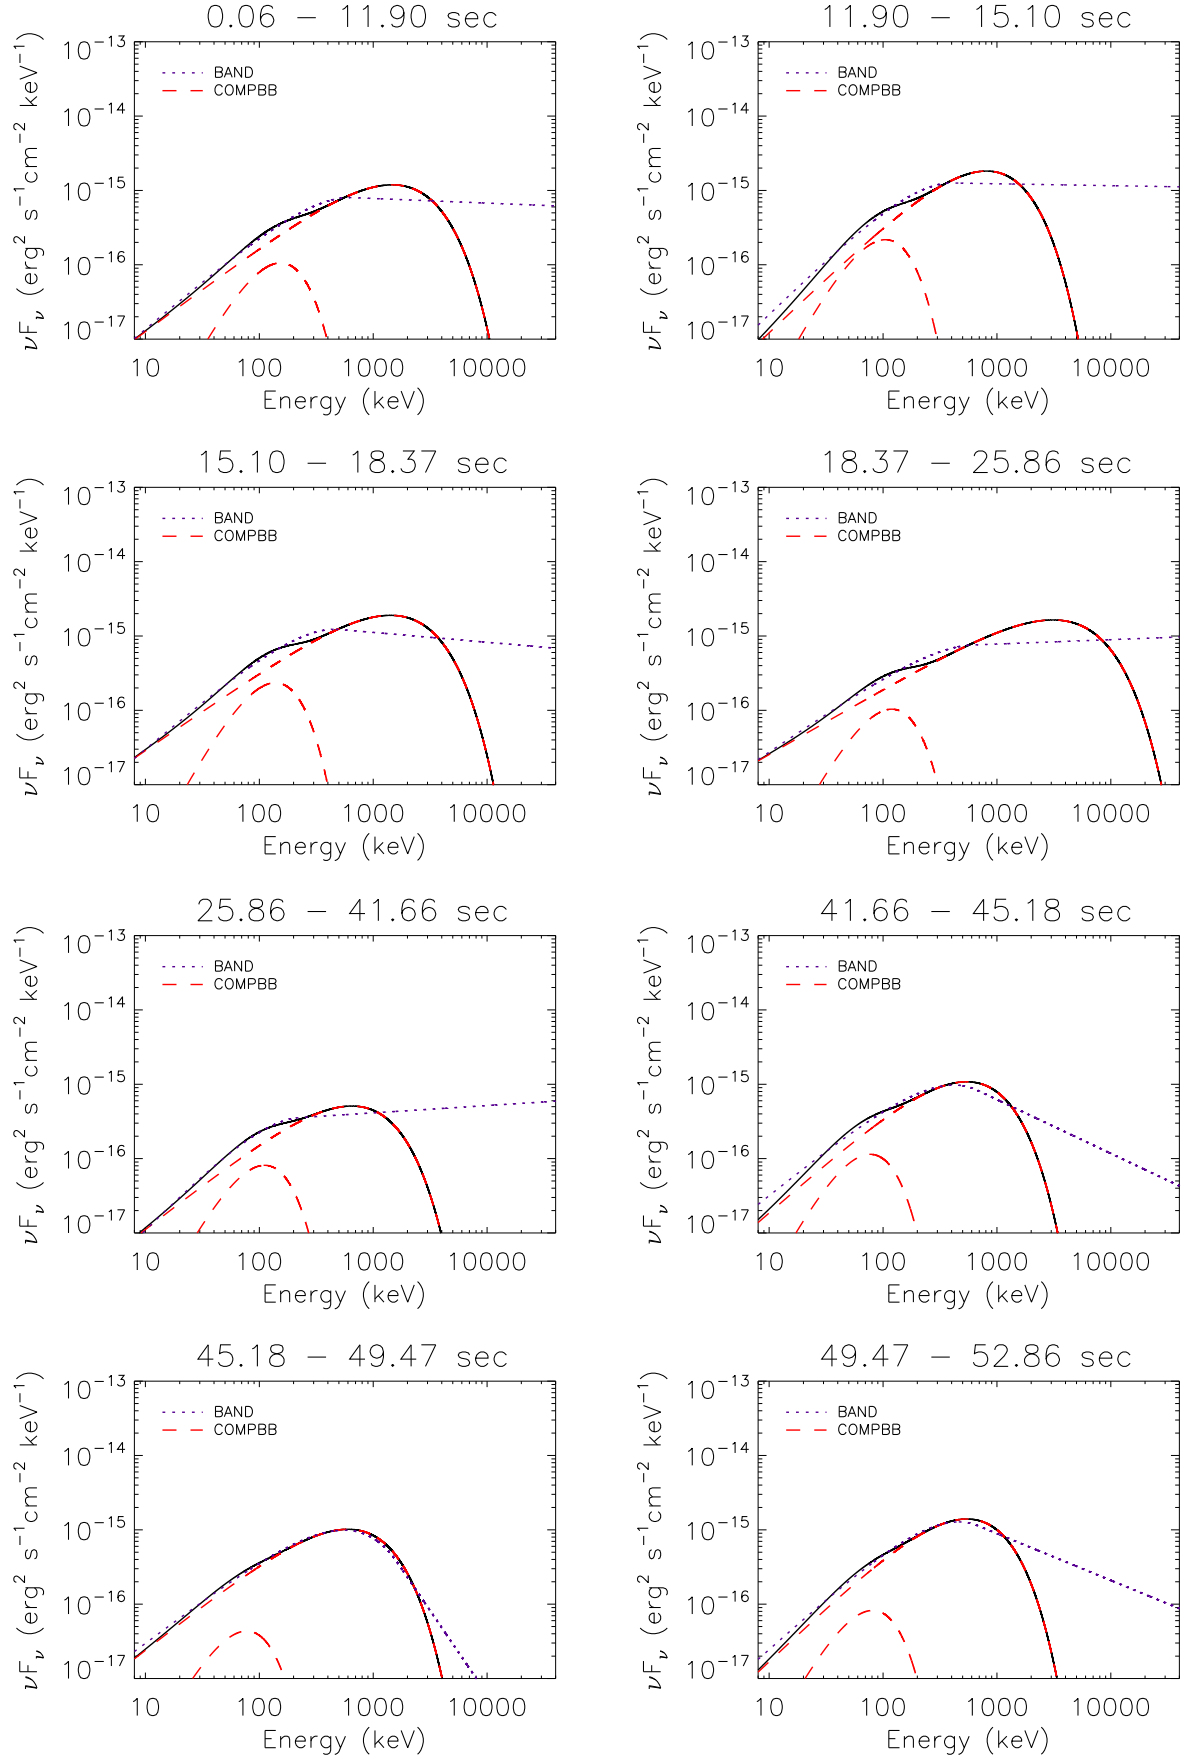 0.06 − 11.90 sec
νFν (erg² s⁻¹cm⁻² keV⁻¹)
10⁻¹³
10⁻¹⁴
10⁻¹⁵
10⁻¹⁶
10⁻¹⁷
BAND
COMPBB
10 100 1000 10000
Energy (keV)
11.90 − 15.10 sec
νFν (erg² s⁻¹cm⁻² keV⁻¹)
10⁻¹³
10⁻¹⁴
10⁻¹⁵
10⁻¹⁶
10⁻¹⁷
BAND
COMPBB
10 100 1000 10000
Energy (keV)
15.10 − 18.37 sec
νFν (erg² s⁻¹cm⁻² keV⁻¹)
10⁻¹³
10⁻¹⁴
10⁻¹⁵
10⁻¹⁶
10⁻¹⁷
BAND
COMPBB
10 100 1000 10000
Energy (keV)
18.37 − 25.86 sec
νFν (erg² s⁻¹cm⁻² keV⁻¹)
10⁻¹³
10⁻¹⁴
10⁻¹⁵
10⁻¹⁶
10⁻¹⁷
BAND
COMPBB
10 100 1000 10000
Energy (keV)
25.86 − 41.66 sec
νFν (erg² s⁻¹cm⁻² keV⁻¹)
10⁻¹³
10⁻¹⁴
10⁻¹⁵
10⁻¹⁶
10⁻¹⁷
BAND
COMPBB
10 100 1000 10000
Energy (keV)
41.66 − 45.18 sec
νFν (erg² s⁻¹cm⁻² keV⁻¹)
10⁻¹³
10⁻¹⁴
10⁻¹⁵
10⁻¹⁶
10⁻¹⁷
BAND
COMPBB
10 100 1000 10000
Energy (keV)
45.18 − 49.47 sec
νFν (erg² s⁻¹cm⁻² keV⁻¹)
10⁻¹³
10⁻¹⁴
10⁻¹⁵
10⁻¹⁶
10⁻¹⁷
BAND
COMPBB
10 100 1000 10000
Energy (keV)
49.47 − 52.86 sec
νFν (erg² s⁻¹cm⁻² keV⁻¹)
10⁻¹³
10⁻¹⁴
10⁻¹⁵
10⁻¹⁶
10⁻¹⁷
BAND
COMPBB
10 100 1000 10000
Energy (keV)